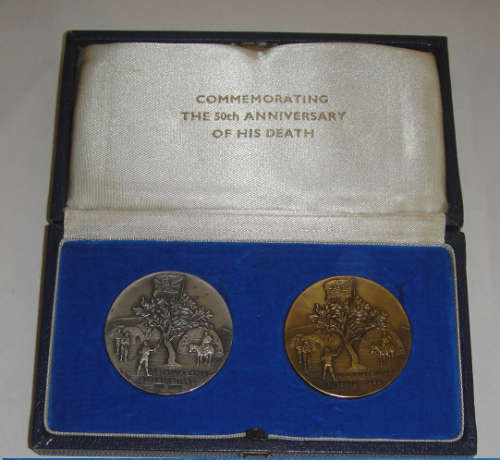 COMMEMORATING
THE 50th ANNIVERSARY
OF HIS DEATH